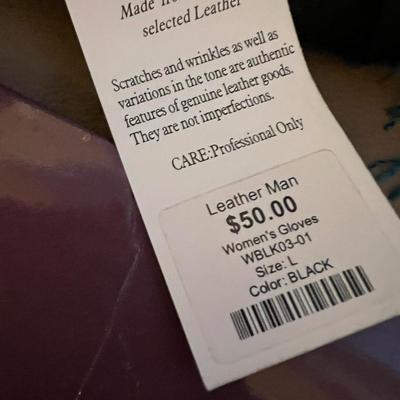 Made
selected Leather
Scratches and wrinkles as well as
variations in the tone are authentic
features of genuine leather goods.
They are not imperfections.
CARE:Professional Only
Leather Man
$50.00
Women's Gloves
WBLK03-01
Size: L
Color: BLACK